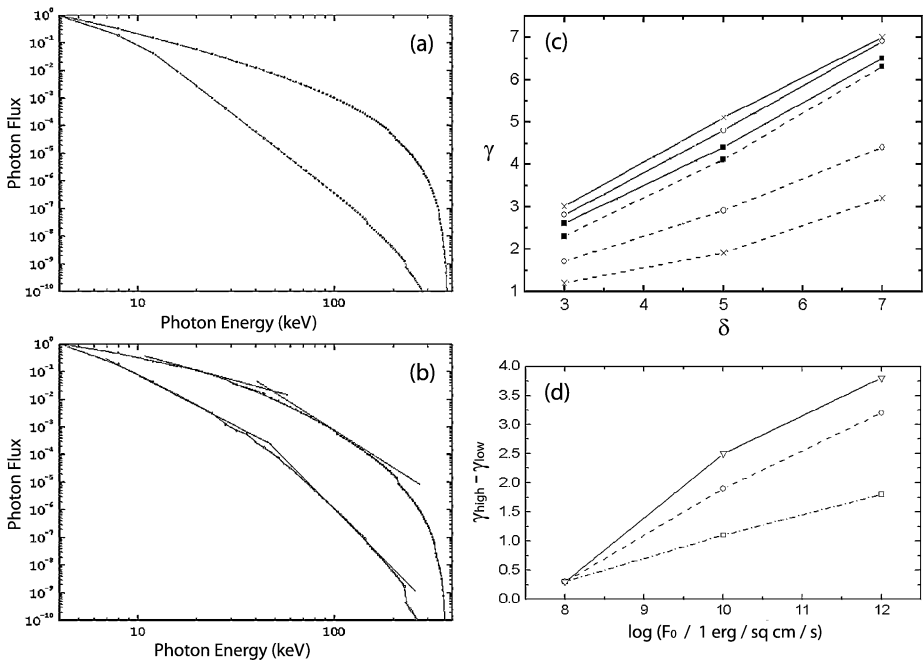 (a)
Photon Flux
10⁰
10⁻¹
10⁻²
10⁻³
10⁻⁴
10⁻⁵
10⁻⁶
10⁻⁷
10⁻⁸
10⁻⁹
10⁻¹⁰
10 100
Photon Energy (keV)
(c)
γ
7
6
5
4
3
2
1
3 4 5 6 7
δ
(b)
Photon Flux
10⁰
10⁻¹
10⁻²
10⁻³
10⁻⁴
10⁻⁵
10⁻⁶
10⁻⁷
10⁻⁸
10⁻⁹
10⁻¹⁰
10 100
Photon Energy (keV)
(d)
γhigh − γlow
4.0
3.5
3.0
2.5
2.0
1.5
1.0
0.5
0.0
8 9 10 11 12
log (F₀ / 1 erg / sq cm / s)